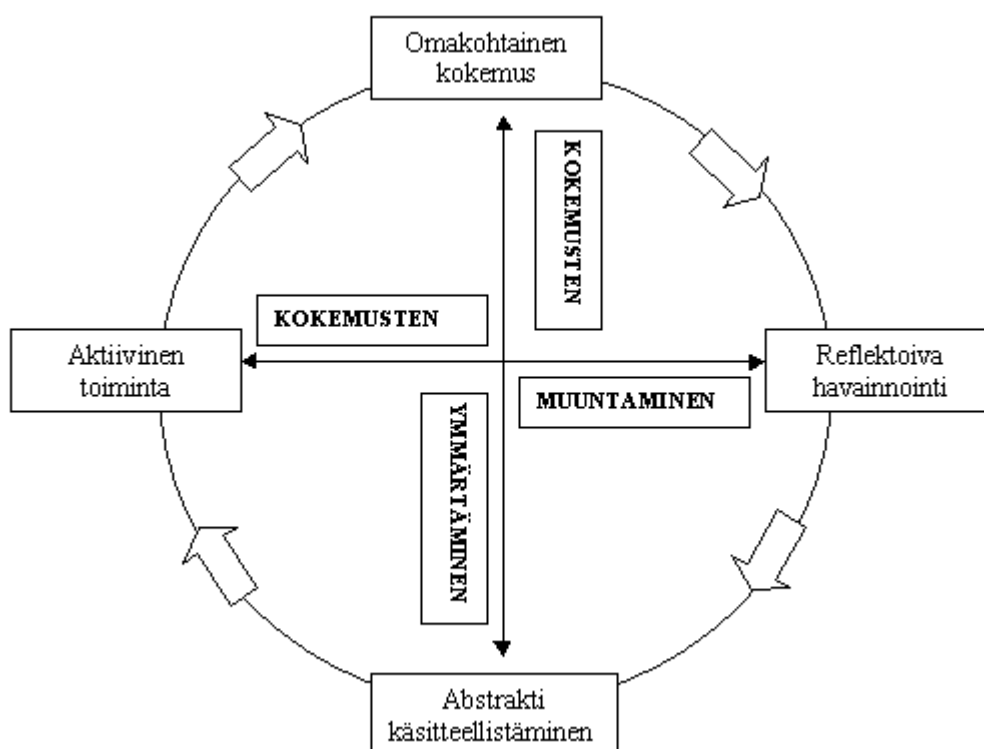 Omakohtainen
kokemus
KOKEMUSTEN
KOKEMUSTEN
Aktiivinen
toiminta
Reflektoiva
havainnointi
MUUNTAMINEN
YMMÄRTÄMINEN
Abstrakti
käsitteellistäminen